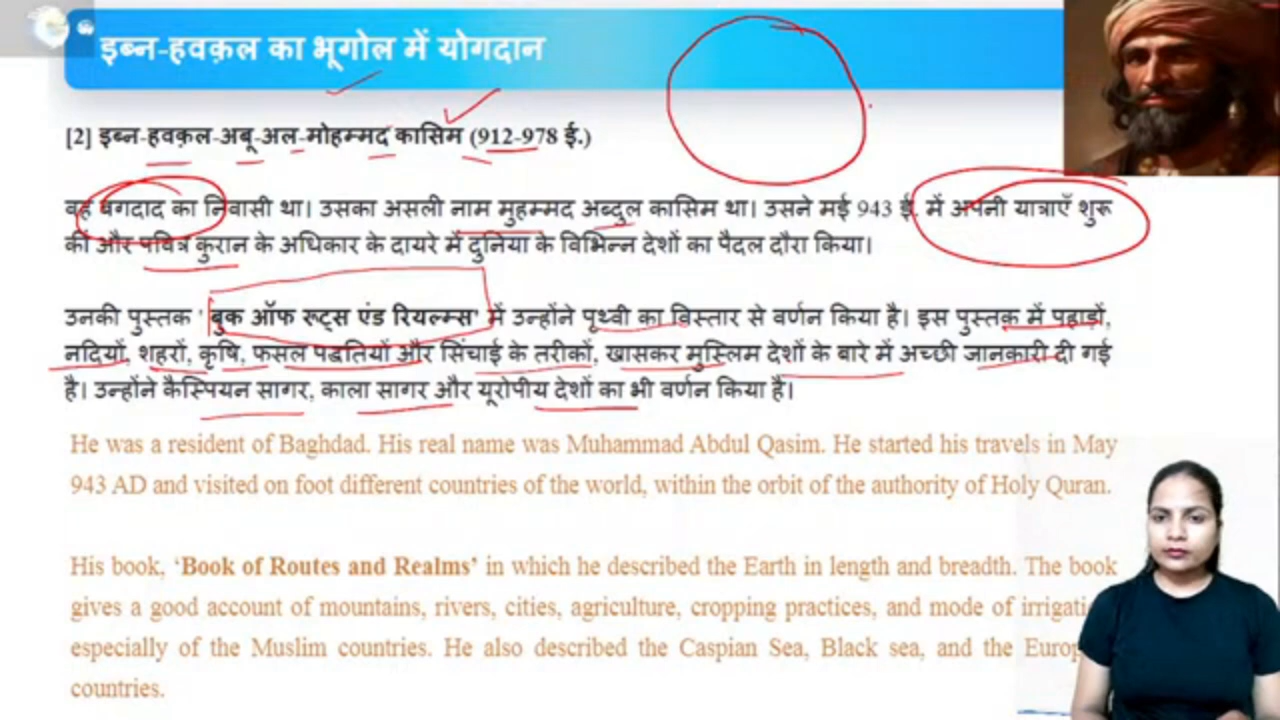 इब्न-हवक़ल का भूगोल में योगदान
[2] इब्न-हवक़ल-अबू-अल-मोहम्मद कासिम (912-978 ई.)
वह बगदाद का निवासी था। उसका असली नाम मुहम्मद अब्दुल कासिम था। उसने मई 943 ई. में अपनी यात्राएँ शुरू
कीं और पवित्र कुरान के अधिकार के दायरे में दुनिया के विभिन्न देशों का पैदल दौरा किया।
उनकी पुस्तक 'बुक ऑफ रूट्स एंड रियल्म्स' में उन्होंने पृथ्वी का विस्तार से वर्णन किया है। इस पुस्तक में पहाड़ों,
नदियों, शहरों, कृषि, फसल पद्धतियों और सिंचाई के तरीकों, खासकर मुस्लिम देशों के बारे में अच्छी जानकारी दी गई
है। उन्होंने कैस्पियन सागर, काला सागर और यूरोपीय देशों का भी वर्णन किया है।
He was a resident of Baghdad. His real name was Muhammad Abdul Qasim. He started his travels in May
943 AD and visited on foot different countries of the world, within the orbit of the authority of Holy Quran.
His book, 'Book of Routes and Realms' in which he described the Earth in length and breadth. The book
gives a good account of mountains, rivers, cities, agriculture, cropping practices, and mode of
especially of the Muslim countries. He also described the Caspian Sea, Black sea, and the
countries.